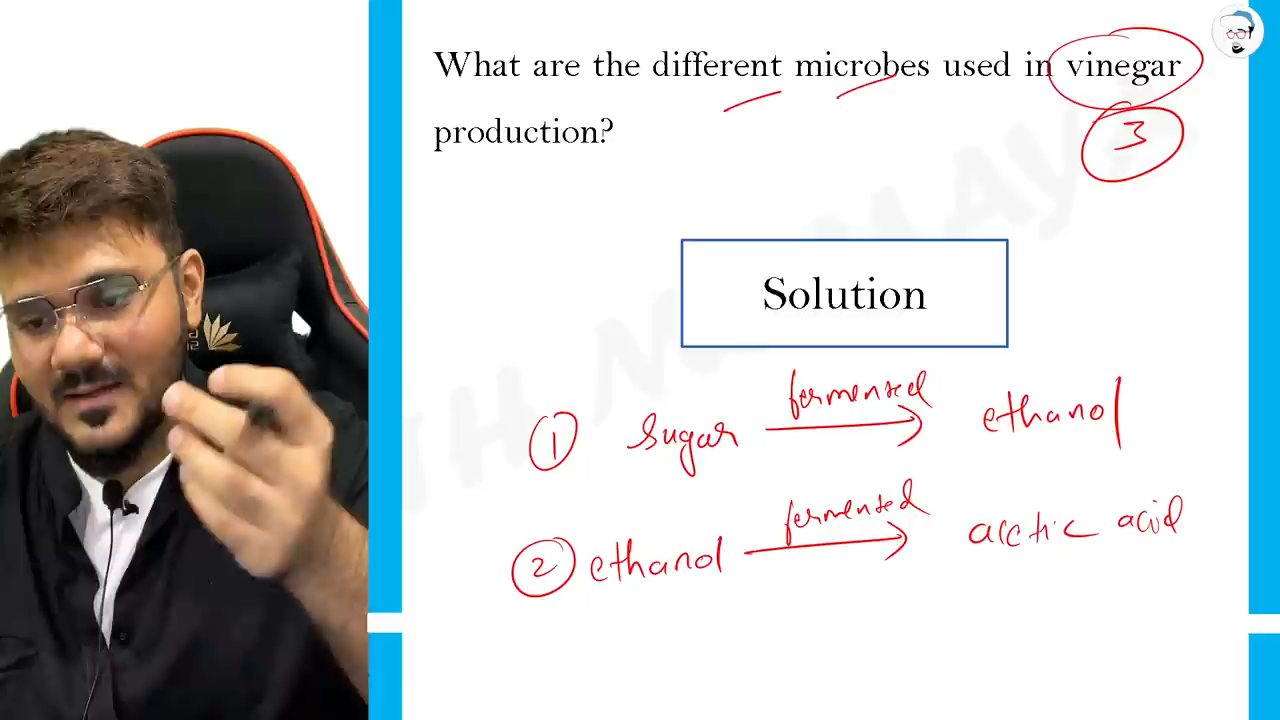 What are the different microbes used in vinegar
production?
3
Solution
1 sugar fermented ethanol
2 ethanol fermented acetic acid